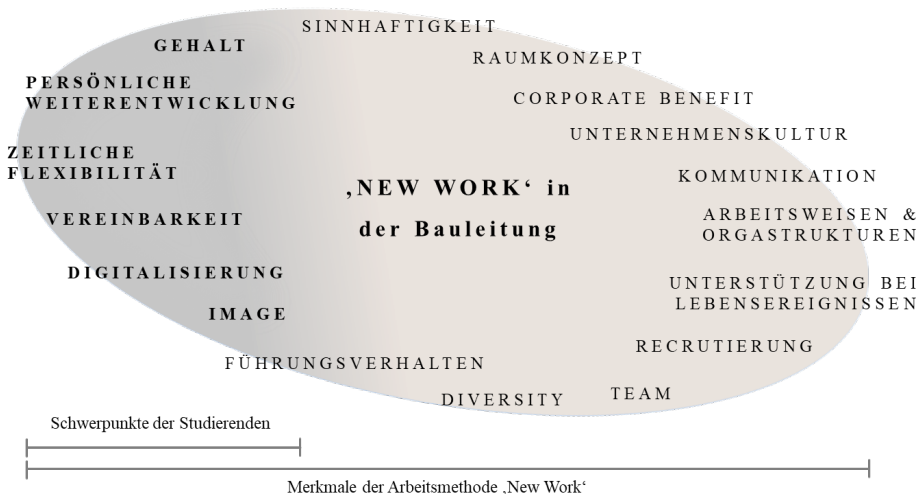 SINNHAFTIGKEIT
GEHALT
RAUMKONZEPT
PERSÖNLICHE
WEITERENTWICKLUNG
CORPORATE BENEFIT
UNTERNEHMENSKULTUR
ZEITLICHE
FLEXIBILITÄT
KOMMUNIKATION
‚NEW WORK‘ in
der Bauleitung
VEREINBARKEIT
ARBEITSWEISEN &
ORGASTRUKTUREN
DIGITALISIERUNG
UNTERSTÜTZUNG BEI
LEBENSEREIGNISSEN
IMAGE
RECRUTIERUNG
FÜHRUNGSVERHALTEN
DIVERSITY
TEAM
Schwerpunkte der Studierenden
Merkmale der Arbeitsmethode ‚New Work‘